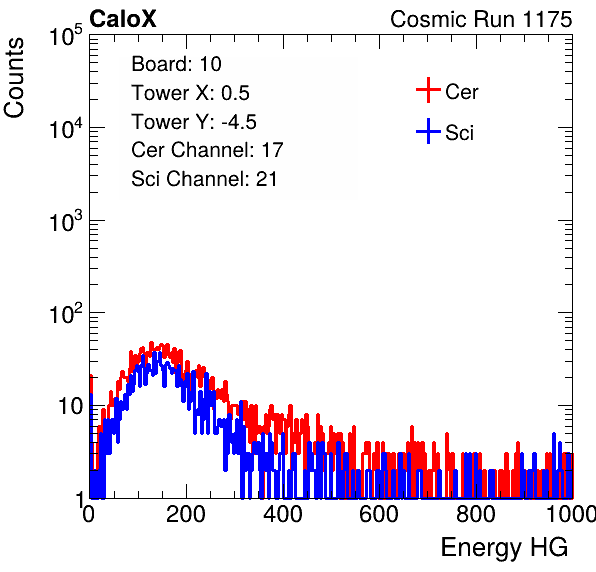 CaloX Cosmic Run 1175
Counts
Board: 10
Tower X: 0.5
Tower Y: -4.5
Cer Channel: 17
Sci Channel: 21
Cer
Sci
10^5
10^4
10^3
10^2
10
1
0 200 400 600 800 1000
Energy HG